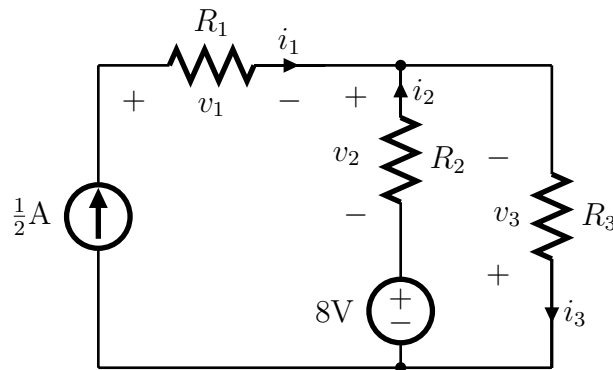 R₁ i₁
+ v₁ − + i₂
v₂ R₂ −
½A v₃ R₃
− +
8V + − i₃